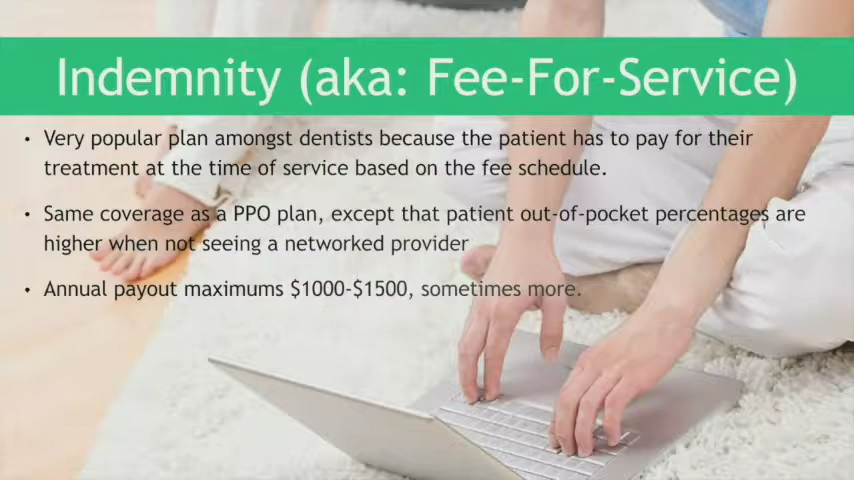 Indemnity (aka: Fee-For-Service)
• Very popular plan amongst dentists because the patient has to pay for their
treatment at the time of service based on the fee schedule.
• Same coverage as a PPO plan, except that patient out-of-pocket percentages are
higher when not seeing a networked provider
• Annual payout maximums $1000-$1500, sometimes more.